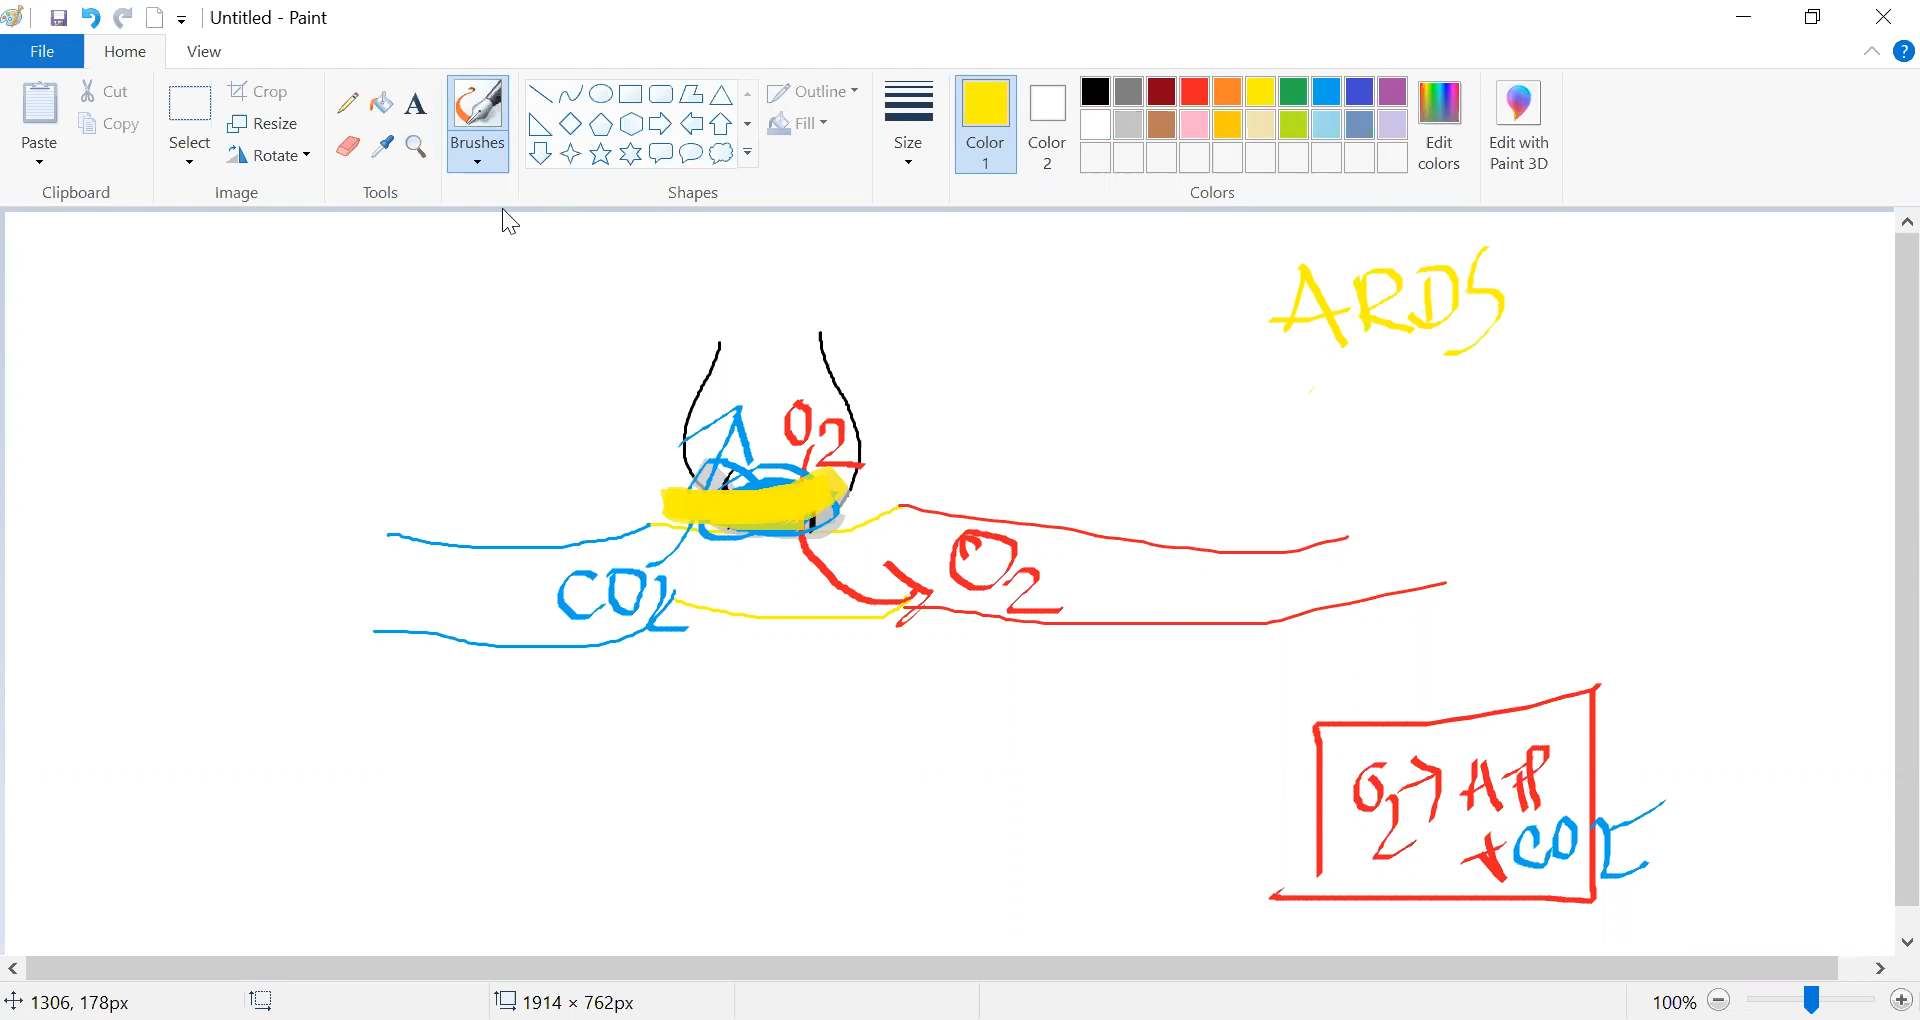 Untitled - Paint
File Home View
Paste
Cut
Copy
Clipboard
Select
Crop
Resize
Rotate
Image
Tools
Brushes
Shapes
Outline
Fill
Size
Color 1
Color 2
Edit colors
Colors
Edit with Paint 3D
ARDS
O2
O2
CO2
O2
CO2
1306, 178px
1914 × 762px
100%